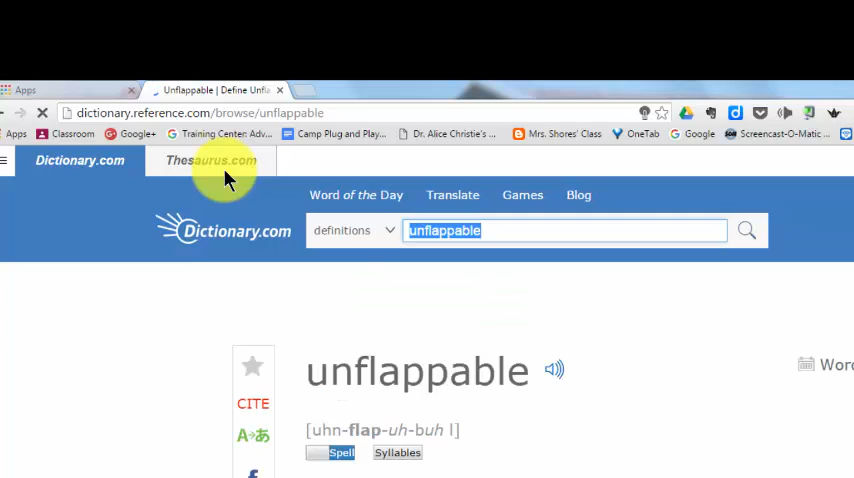 Apps
Unflappable | Define Unfla
dictionary.reference.com/browse/unflappable
Apps Classroom Google+ Training Center: Adv... Camp Plug and Play... Dr. Alice Christie's ... Mrs. Shores' Class OneTab Google Screencast-O-Matic ...
Dictionary.com Thesaurus.com
Word of the Day Translate Games Blog
Dictionary.com definitions unflappable
unflappable
Word
CITE
[uhn-flap-uh-buh l]
A あ
Spell Syllables
f